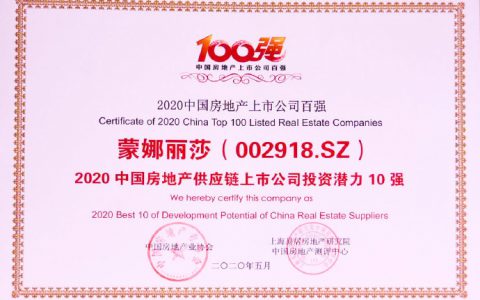 100强
中国房地产上市公司百强
2020中国房地产上市公司百强
Certificate of 2020 China Top 100 Listed Real Estate Companies
蒙娜丽莎（002918.SZ）
2020 中国房地产供应链上市公司投资潜力 10 强
We hereby certify this company as
2020 Best 10 of Development Potential of China Real Estate Suppliers
中国房地产业协会 上海易居房地产研究院
中国房地产测评中心
二〇二〇年五月